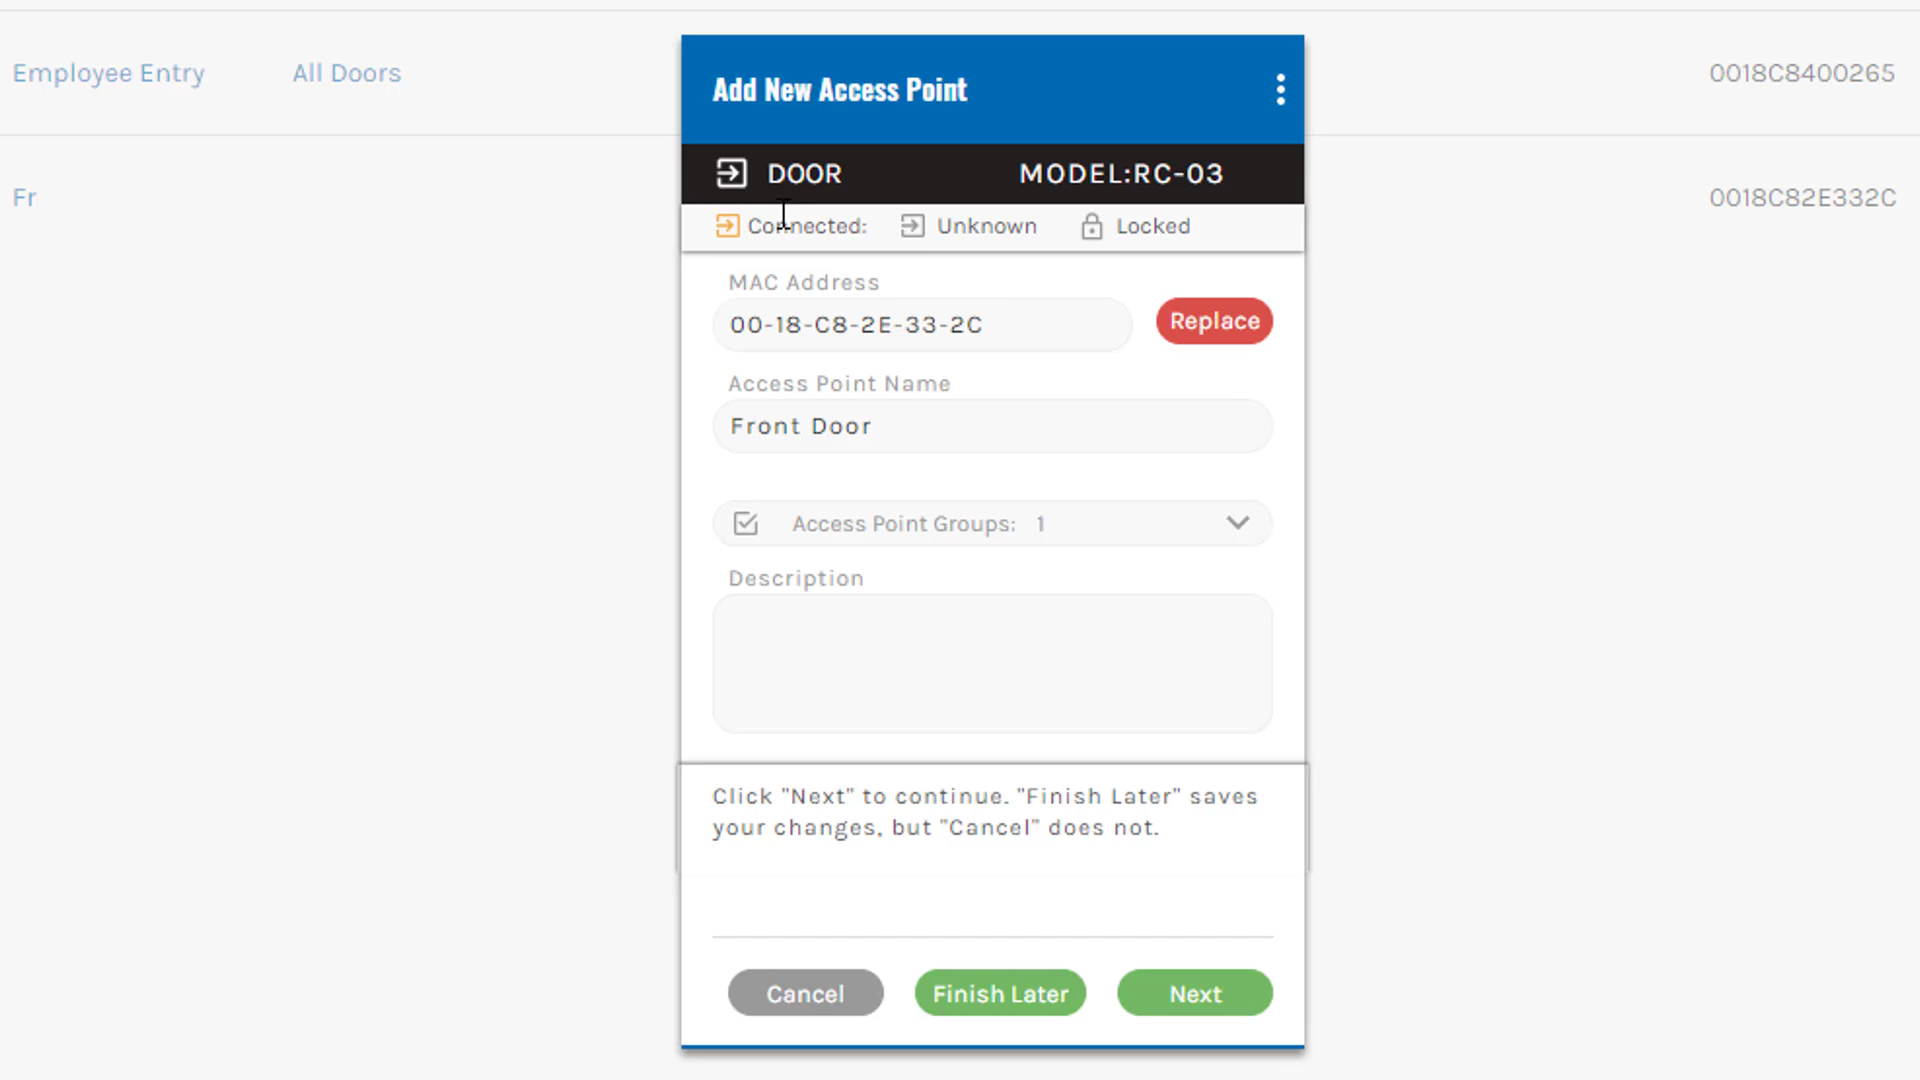 Employee Entry All Doors 0018C8400265
Fr 0018C82E332C
Add New Access Point
DOOR MODEL:RC-03
Connected: Unknown Locked
MAC Address
00-18-C8-2E-33-2C Replace
Access Point Name
Front Door
Access Point Groups: 1
Description
Click "Next" to continue. "Finish Later" saves
your changes, but "Cancel" does not.
Cancel Finish Later Next